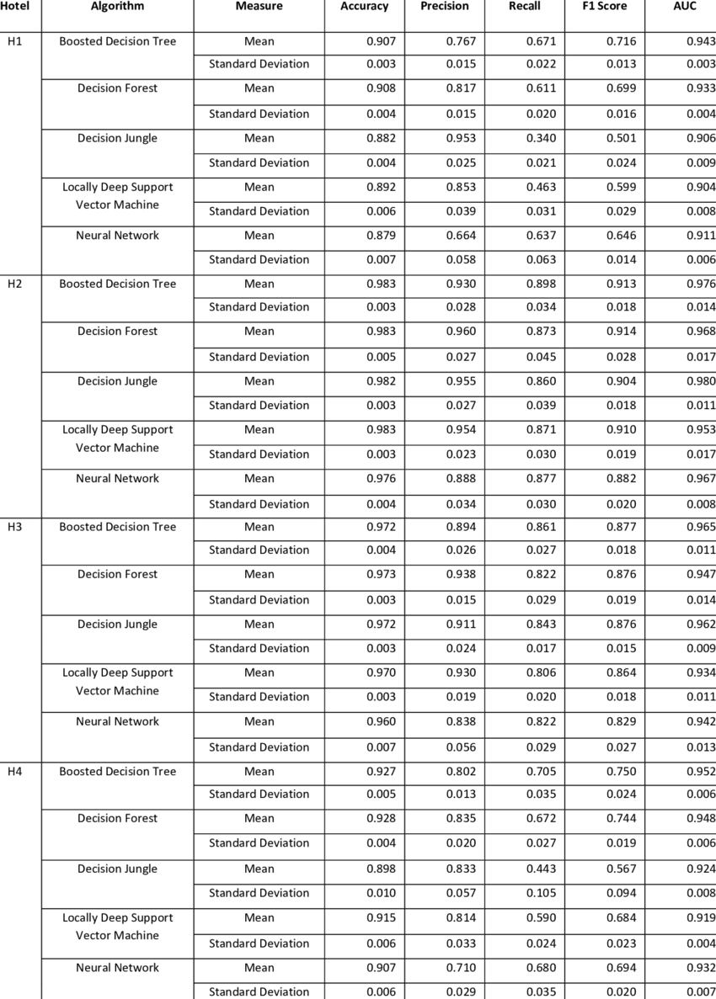 Hotel Algorithm Measure Accuracy Precision Recall F1 Score AUC
H1 Boosted Decision Tree Mean 0.907 0.767 0.671 0.716 0.943
Standard Deviation 0.003 0.015 0.022 0.013 0.003
Decision Forest Mean 0.908 0.817 0.611 0.699 0.933
Standard Deviation 0.004 0.015 0.020 0.016 0.004
Decision Jungle Mean 0.882 0.953 0.340 0.501 0.906
Standard Deviation 0.004 0.025 0.021 0.024 0.009
Locally Deep Support Mean 0.892 0.853 0.463 0.599 0.904
Vector Machine
Standard Deviation 0.006 0.039 0.031 0.029 0.008
Neural Network Mean 0.879 0.664 0.637 0.646 0.911
Standard Deviation 0.007 0.058 0.063 0.014 0.006
H2 Boosted Decision Tree Mean 0.983 0.930 0.898 0.913 0.976
Standard Deviation 0.003 0.028 0.034 0.018 0.014
Decision Forest Mean 0.983 0.960 0.873 0.914 0.968
Standard Deviation 0.005 0.027 0.045 0.028 0.017
Decision Jungle Mean 0.982 0.955 0.860 0.904 0.980
Standard Deviation 0.003 0.027 0.039 0.018 0.011
Locally Deep Support Mean 0.983 0.954 0.871 0.910 0.953
Vector Machine
Standard Deviation 0.003 0.023 0.030 0.019 0.017
Neural Network Mean 0.976 0.888 0.877 0.882 0.967
Standard Deviation 0.004 0.034 0.030 0.020 0.008
H3 Boosted Decision Tree Mean 0.972 0.894 0.861 0.877 0.965
Standard Deviation 0.004 0.026 0.027 0.018 0.011
Decision Forest Mean 0.973 0.938 0.822 0.876 0.947
Standard Deviation 0.003 0.015 0.029 0.019 0.014
Decision Jungle Mean 0.972 0.911 0.843 0.876 0.962
Standard Deviation 0.003 0.024 0.017 0.015 0.009
Locally Deep Support Mean 0.970 0.930 0.806 0.864 0.934
Vector Machine
Standard Deviation 0.003 0.019 0.020 0.018 0.011
Neural Network Mean 0.960 0.838 0.822 0.829 0.942
Standard Deviation 0.007 0.056 0.029 0.027 0.013
H4 Boosted Decision Tree Mean 0.927 0.802 0.705 0.750 0.952
Standard Deviation 0.005 0.013 0.035 0.024 0.006
Decision Forest Mean 0.928 0.835 0.672 0.744 0.948
Standard Deviation 0.004 0.020 0.027 0.019 0.006
Decision Jungle Mean 0.898 0.833 0.443 0.567 0.924
Standard Deviation 0.010 0.057 0.105 0.094 0.008
Locally Deep Support Mean 0.915 0.814 0.590 0.684 0.919
Vector Machine
Standard Deviation 0.006 0.033 0.024 0.023 0.004
Neural Network Mean 0.907 0.710 0.680 0.694 0.932
Standard Deviation 0.006 0.029 0.035 0.020 0.007